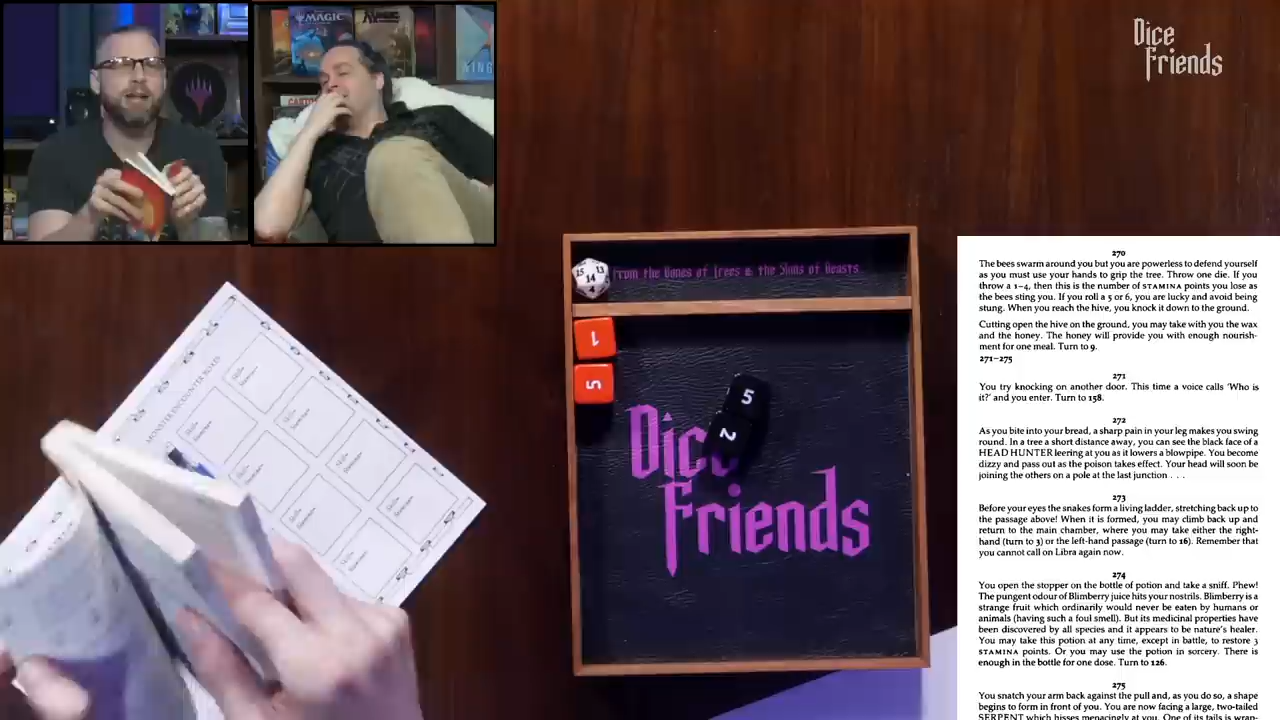 MAGIC
Dice
Friends
From the Bones of Trees & the Skins of Beasts
15
13
14
4
1
5
5
2
Dice
Friends
MONSTER ENCOUNTER BOXES
270
The bees swarm around you but you are powerless to defend yourself
as you must use your hands to grip the tree. Throw one die. If you
throw a 1–4, then this is the number of STAMINA points you lose as
the bees sting you. If you roll a 5 or 6, you are lucky and avoid being
stung. When you reach the hive, you knock it down to the ground.
Cutting open the hive on the ground, you may take with you the wax
and the honey. The honey will provide you with enough nourish-
ment for one meal. Turn to 9.
271–275
271
You try knocking on another door. This time a voice calls ‘Who is
it?’ and you enter. Turn to 158.
272
As you bite into your bread, a sharp pain in your leg makes you swing
round. In a tree a short distance away, you can see the black face of a
HEAD HUNTER leering at you as it lowers a blowpipe. You become
dizzy and pass out as the poison takes effect. Your head will soon be
joining the others on a pole at the last junction . . .
273
Before your eyes the snakes form a living ladder, stretching back up to
the passage above! When it is formed, you may climb back up and
return to the main chamber, where you may take either the right-
hand (turn to 3) or the left-hand passage (turn to 16). Remember that
you cannot call on Libra again now.
274
You open the stopper on the bottle of potion and take a sniff. Phew!
The pungent odour of Blimberry juice hits your nostrils. Blimberry is a
strange fruit which ordinarily would never be eaten by humans or
animals (having such a foul smell). But its medicinal properties have
been discovered by all species and it appears to be nature's healer.
You may take this potion at any time, except in battle, to restore 3
STAMINA points. Or you may use the potion in sorcery. There is
enough in the bottle for one dose. Turn to 126.
275
You snatch your arm back against the pull and, as you do so, a shape
begins to form in front of you. You are now facing a large, two-tailed
SERPENT which hisses menacingly at you. One of its tails is wrap-